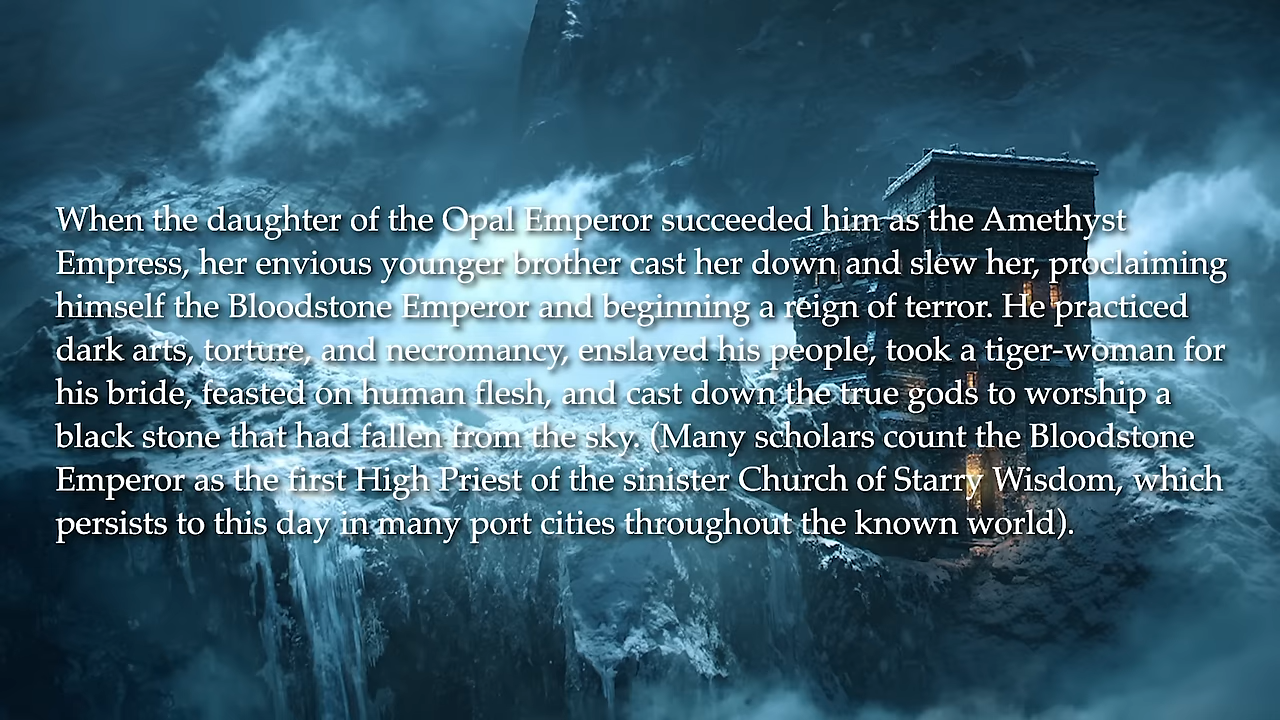 When the daughter of the Opal Emperor succeeded him as the Amethyst
Empress, her envious younger brother cast her down and slew her, proclaiming
himself the Bloodstone Emperor and beginning a reign of terror. He practiced
dark arts, torture, and necromancy, enslaved his people, took a tiger-woman for
his bride, feasted on human flesh, and cast down the true gods to worship a
black stone that had fallen from the sky. (Many scholars count the Bloodstone
Emperor as the first High Priest of the sinister Church of Starry Wisdom, which
persists to this day in many port cities throughout the known world).